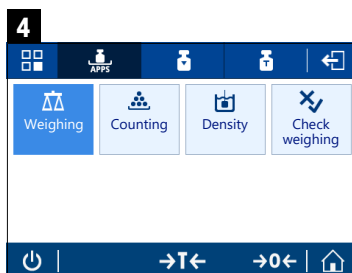 4
APPS
T
Weighing
Counting
Density
Check
weighing
→T←
→0←